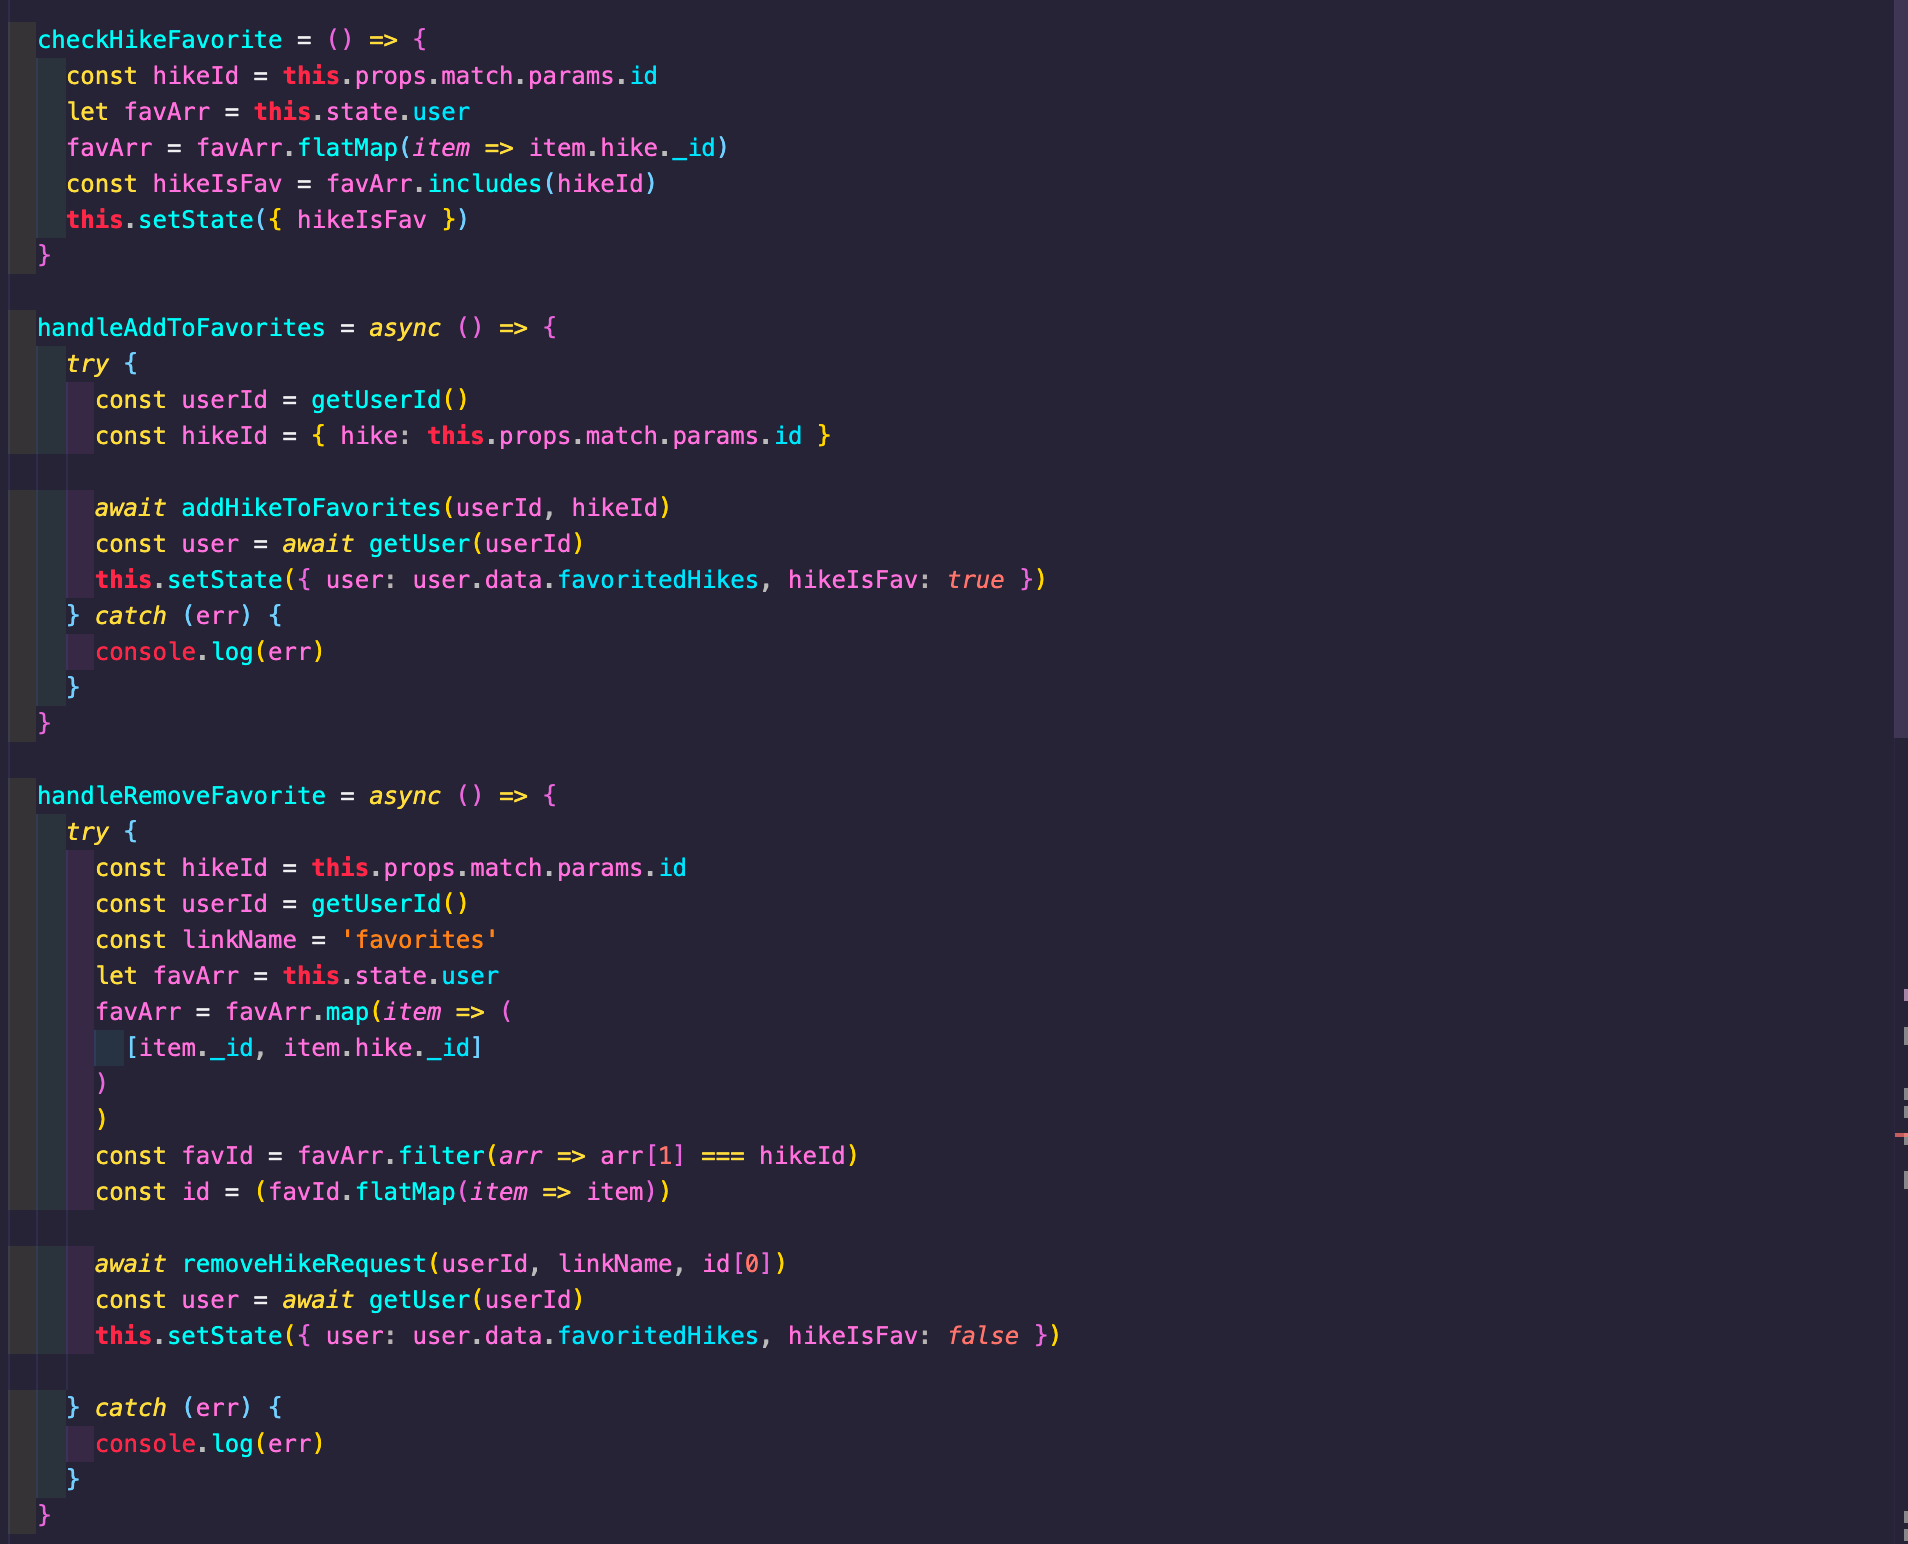 checkHikeFavorite = () => {
  const hikeId = this.props.match.params.id
  let favArr = this.state.user
  favArr = favArr.flatMap(item => item.hike._id)
  const hikeIsFav = favArr.includes(hikeId)
  this.setState({ hikeIsFav })
}

handleAddToFavorites = async () => {
  try {
    const userId = getUserId()
    const hikeId = { hike: this.props.match.params.id }

    await addHikeToFavorites(userId, hikeId)
    const user = await getUser(userId)
    this.setState({ user: user.data.favoritedHikes, hikeIsFav: true })
  } catch (err) {
    console.log(err)
  }
}

handleRemoveFavorite = async () => {
  try {
    const hikeId = this.props.match.params.id
    const userId = getUserId()
    const linkName = 'favorites'
    let favArr = this.state.user
    favArr = favArr.map(item => (
      [item._id, item.hike._id]
    )
    )
    const favId = favArr.filter(arr => arr[1] === hikeId)
    const id = (favId.flatMap(item => item))

    await removeHikeRequest(userId, linkName, id[0])
    const user = await getUser(userId)
    this.setState({ user: user.data.favoritedHikes, hikeIsFav: false })

  } catch (err) {
    console.log(err)
  }
}